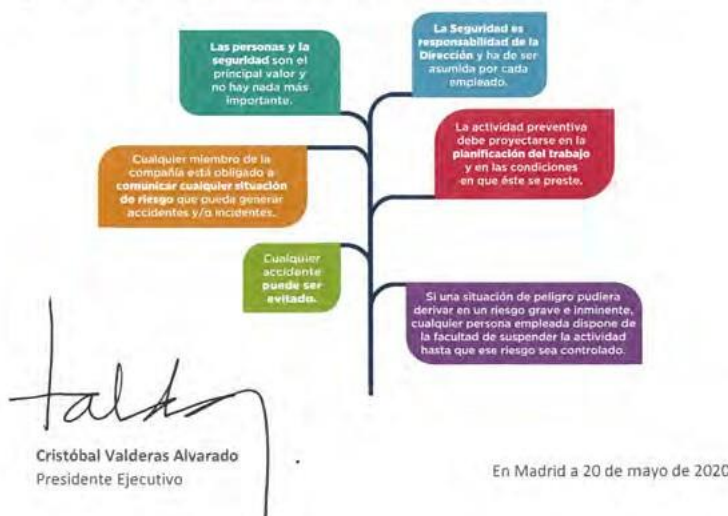 Las personas y la
seguridad son el
principal valor y
no hay nada más
importante.
La Seguridad es
responsabilidad de la
Dirección y ha de ser
asumida por cada
empleado.
Cualquier miembro de la
compañía está obligado a
comunicar cualquier situación
de riesgo que pueda generar
accidentes y/o incidentes.
La actividad preventiva
debe proyectarse en la
planificación del trabajo
y en las condiciones
en que éste se preste.
Cualquier
accidente
puede ser
evitado.
Si una situación de peligro pudiera
derivar en un riesgo grave e inminente,
cualquier persona empleada dispone de
la facultad de suspender la actividad
hasta que ese riesgo sea controlado.
Cristóbal Valderas Alvarado
Presidente Ejecutivo
En Madrid a 20 de mayo de 2020